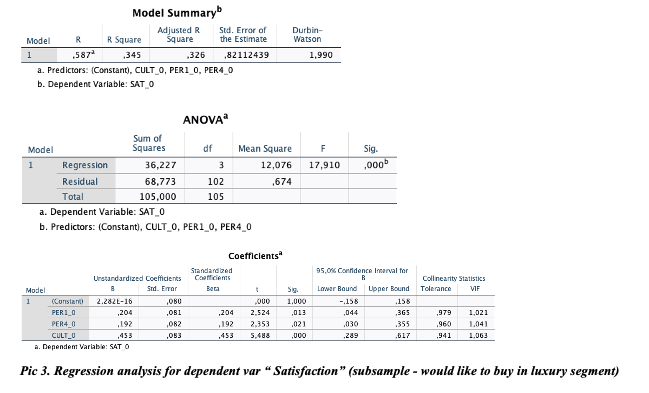 Model Summaryb
Model R R Square Adjusted R Square Std. Error of the Estimate Durbin-Watson
1 ,587a ,345 ,326 ,82112439 1,990
a. Predictors: (Constant), CULT_0, PER1_0, PER4_0
b. Dependent Variable: SAT_0
ANOVAa
Model Sum of Squares df Mean Square F Sig.
1 Regression 36,227 3 12,076 17,910 ,000b
Residual 68,773 102 ,674
Total 105,000 105
a. Dependent Variable: SAT_0
b. Predictors: (Constant), CULT_0, PER1_0, PER4_0
Coefficientsa
Unstandardized Coefficients Standardized Coefficients 95,0% Confidence Interval for B Collinearity Statistics
Model B Std. Error Beta t Sig. Lower Bound Upper Bound Tolerance VIF
1 (Constant) 2,282E-16 ,080 ,000 1,000 -,158 ,158
PER1_0 ,204 ,081 ,204 2,524 ,013 ,044 ,365 ,979 1,021
PER4_0 ,192 ,082 ,192 2,353 ,021 ,030 ,355 ,960 1,041
CULT_0 ,453 ,083 ,453 5,488 ,000 ,289 ,617 ,941 1,063
a. Dependent Variable: SAT_0
Pic 3. Regression analysis for dependent var “ Satisfaction” (subsample - would like to buy in luxury segment)